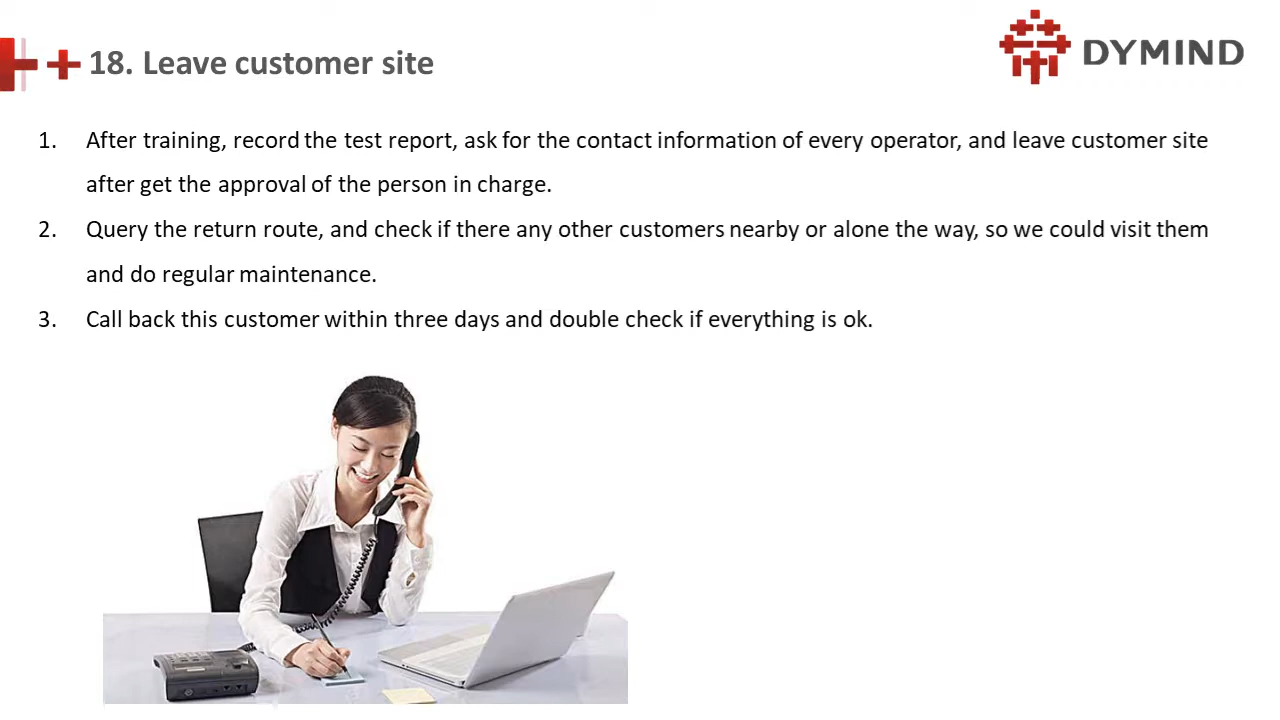 18. Leave customer site
DYMIND
1. After training, record the test report, ask for the contact information of every operator, and leave customer site
after get the approval of the person in charge.
2. Query the return route, and check if there any other customers nearby or alone the way, so we could visit them
and do regular maintenance.
3. Call back this customer within three days and double check if everything is ok.